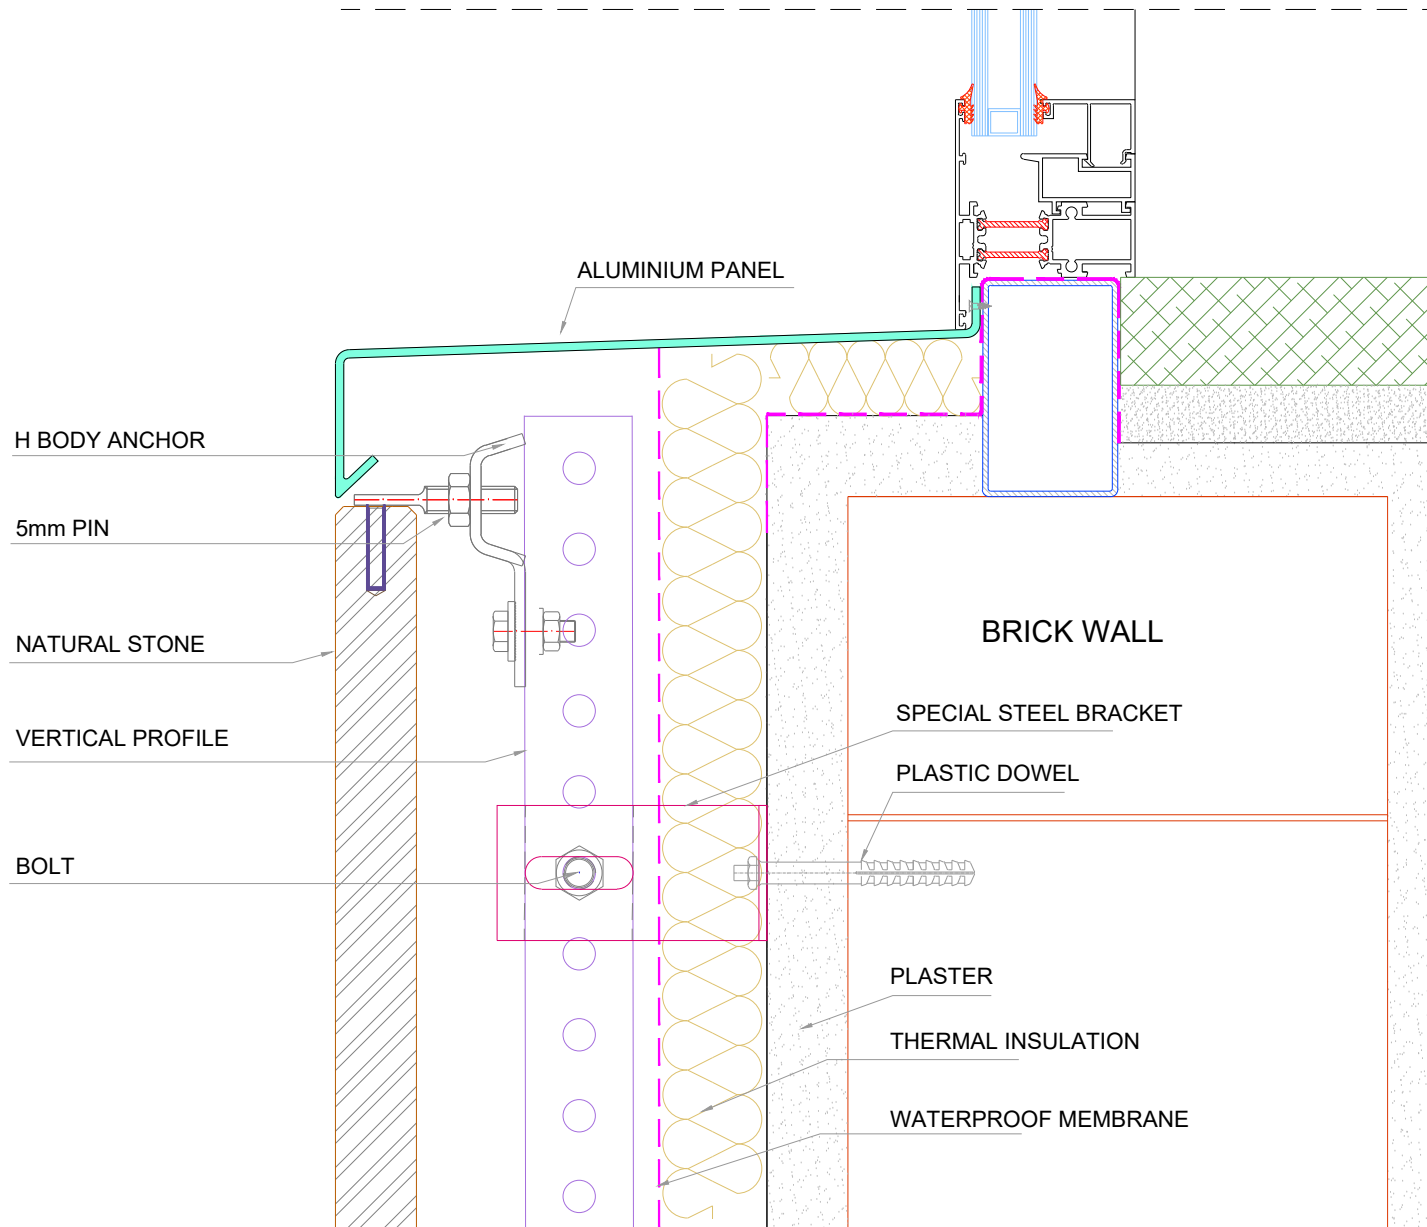 ALUMINIUM PANEL
H BODY ANCHOR
5mm PIN
NATURAL STONE
VERTICAL PROFILE
BOLT
BRICK WALL
SPECIAL STEEL BRACKET
PLASTIC DOWEL
PLASTER
THERMAL INSULATION
WATERPROOF MEMBRANE